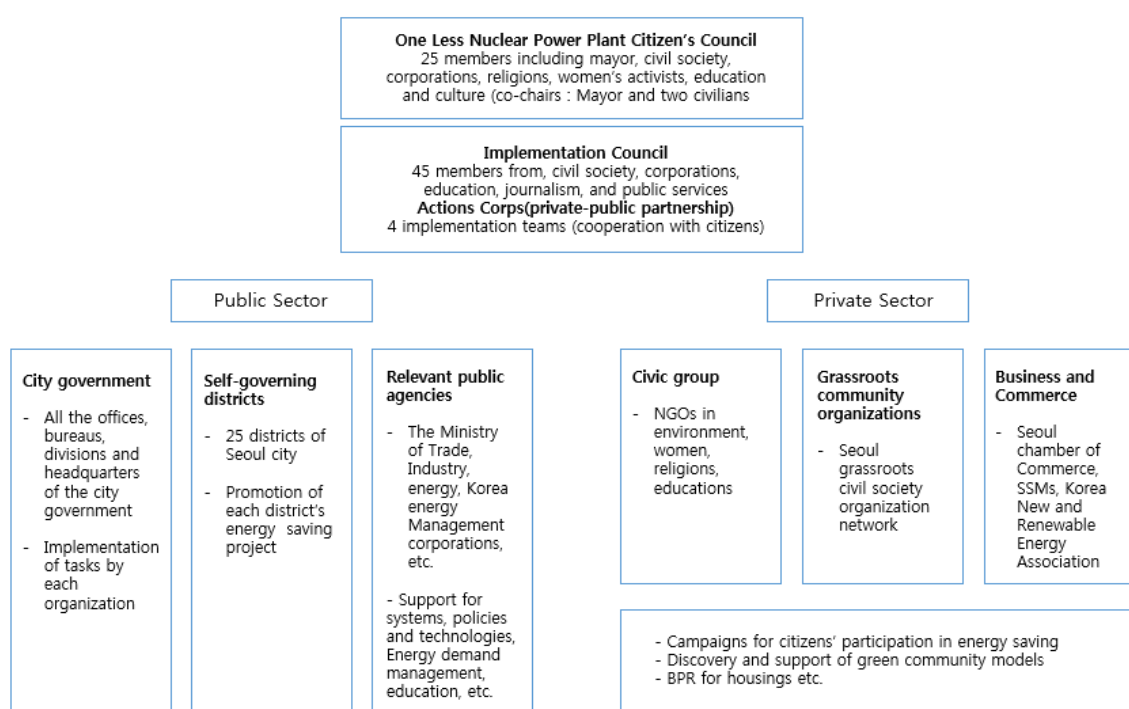 One Less Nuclear Power Plant Citizen's Council
25 members including mayor, civil society,
corporations, religions, women's activists, education
and culture (co-chairs : Mayor and two civilians
Implementation Council
45 members from, civil society, corporations,
education, journalism, and public services
Actions Corps(private-public partnership)
4 implementation teams (cooperation with citizens)
Public Sector
Private Sector
City government
- All the offices,
bureaus,
divisions and
headquarters
of the city
government
- Implementation
of tasks by
each
organization
Self-governing
districts
- 25 districts of
Seoul city
- Promotion of
each district's
energy saving
project
Relevant public
agencies
- The Ministry
of Trade,
Industry,
energy, Korea
energy
Management
corporations,
etc.
- Support for
systems, policies
and technologies,
Energy demand
management,
education, etc.
Civic group
- NGOs in
environment,
women,
religions,
educations
Grassroots
community
organizations
- Seoul
grassroots
civil society
organization
network
Business and
Commerce
- Seoul
chamber of
Commerce,
SSMs, Korea
New and
Renewable
Energy
Association
- Campaigns for citizens' participation in energy saving
- Discovery and support of green community models
- BPR for housings etc.